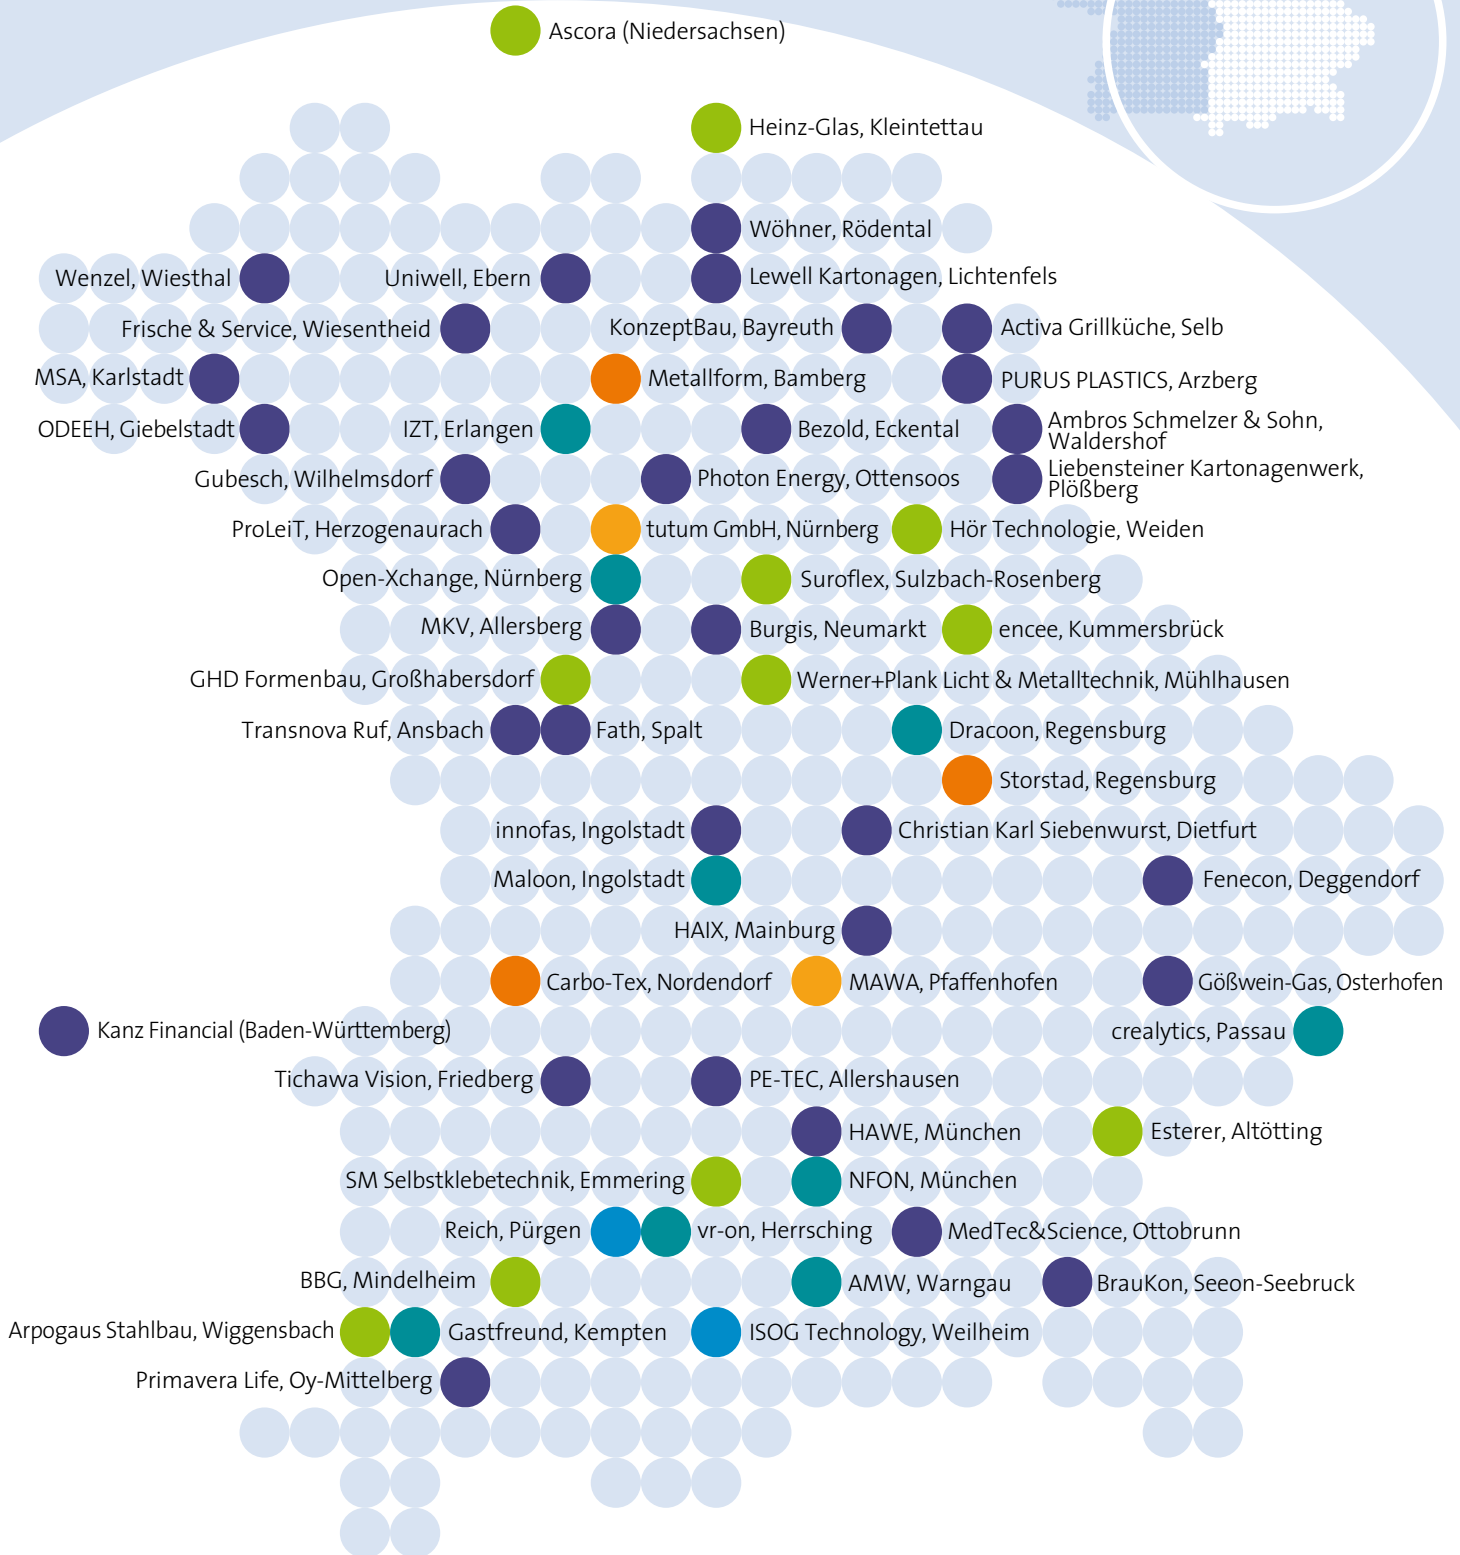 Ascora (Niedersachsen)
Heinz-Glas, Kleintettau
Wöhner, Rödental
Wenzel, Wiesthal
Uniwell, Ebern
Lewell Kartonagen, Lichtenfels
Frische & Service, Wiesentheid
KonzeptBau, Bayreuth
Activa Grillküche, Selb
MSA, Karlstadt
Metallform, Bamberg
PURUS PLASTICS, Arzberg
ODEEH, Giebelstadt
IZT, Erlangen
Bezold, Eckental
Ambros Schmelzer & Sohn,
Waldershof
Gubesch, Wilhelmsdorf
Photon Energy, Ottensoos
Liebensteiner Kartonagenwerk,
Plößberg
ProLeiT, Herzogenaurach
tutum GmbH, Nürnberg
Hör Technologie, Weiden
Open-Xchange, Nürnberg
Suroflex, Sulzbach-Rosenberg
MKV, Allersberg
Burgis, Neumarkt
encee, Kummersbrück
GHD Formenbau, Großhabersdorf
Werner+Plank Licht & Metalltechnik, Mühlhausen
Transnova Ruf, Ansbach
Fath, Spalt
Dracoon, Regensburg
Storstad, Regensburg
innofas, Ingolstadt
Christian Karl Siebenwurst, Dietfurt
Maloon, Ingolstadt
Fenecon, Deggendorf
HAIX, Mainburg
Carbo-Tex, Nordendorf
MAWA, Pfaffenhofen
Gößwein-Gas, Osterhofen
Kanz Financial (Baden-Württemberg)
crealytics, Passau
Tichawa Vision, Friedberg
PE-TEC, Allershausen
HAWE, München
Esterer, Altötting
SM Selbstklebetechnik, Emmering
NFON, München
Reich, Pürgen
vr-on, Herrsching
MedTec&Science, Ottobrunn
BBG, Mindelheim
AMW, Warngau
BrauKon, Seeon-Seebruck
Arpogaus Stahlbau, Wiggensbach
Gastfreund, Kempten
ISOG Technology, Weilheim
Primavera Life, Oy-Mittelberg